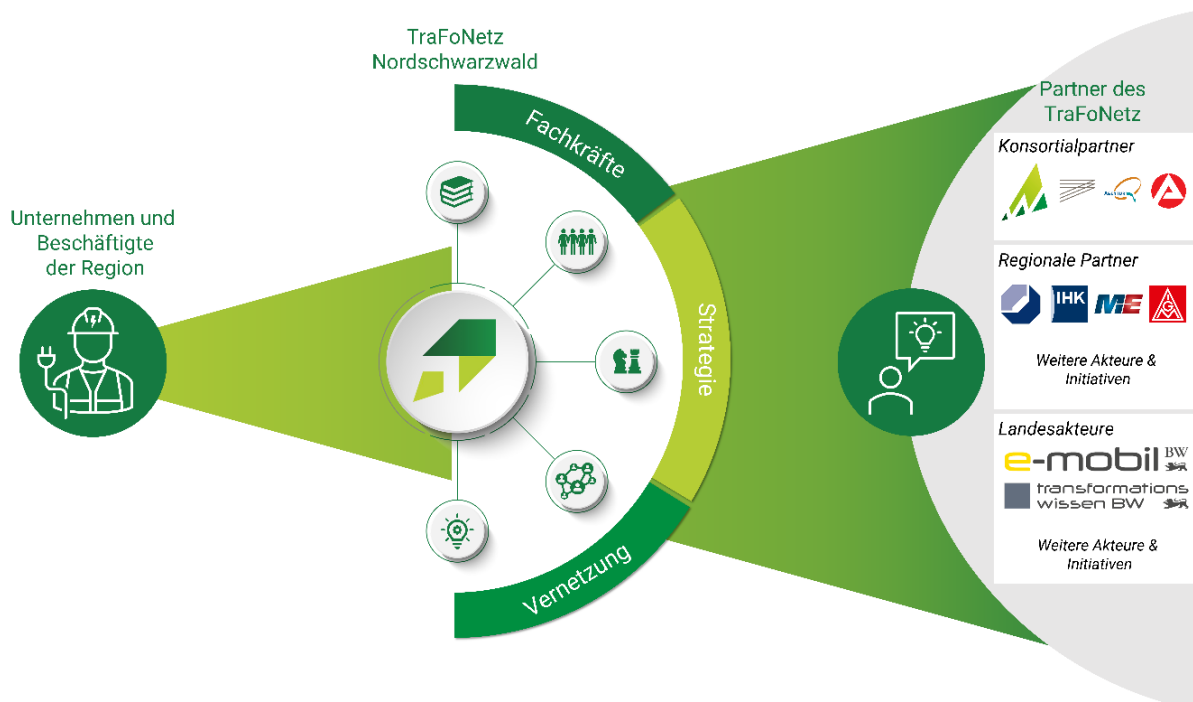 TraFoNetz
Nordschwarzwald
Unternehmen und
Beschäftigte
der Region
Fachkräfte
Strategie
Vernetzung
Partner des
TraFoNetz
Konsortialpartner
Regionale Partner
IHK
ME
IGM
Weitere Akteure &
Initiativen
Landesakteure
e-mobil BW
transformations
wissen BW
Weitere Akteure &
Initiativen